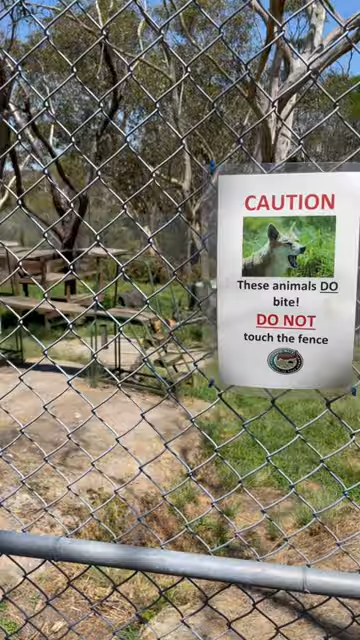 CAUTION
These animals DO
bite!
DO NOT
touch the fence